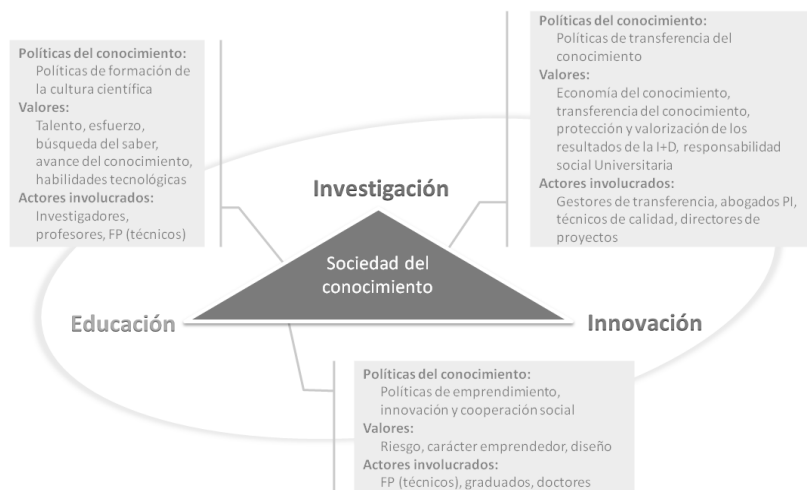 Políticas del conocimiento:
Políticas de formación de
la cultura científica
Valores:
Talento, esfuerzo,
búsqueda del saber,
avance del conocimiento,
habilidades tecnológicas
Actores involucrados:
Investigadores,
profesores, FP (técnicos)
Políticas del conocimiento:
Políticas de transferencia del
conocimiento
Valores:
Economía del conocimiento,
transferencia del conocimiento,
protección y valorización de los
resultados de la I+D, responsabilidad
social Universitaria
Actores involucrados:
Gestores de transferencia, abogados PI,
técnicos de calidad, directores de
proyectos
Investigación
Sociedad del
conocimiento
Educación
Innovación
Políticas del conocimiento:
Políticas de emprendimiento,
innovación y cooperación social
Valores:
Riesgo, carácter emprendedor, diseño
Actores involucrados:
FP (técnicos), graduados, doctores